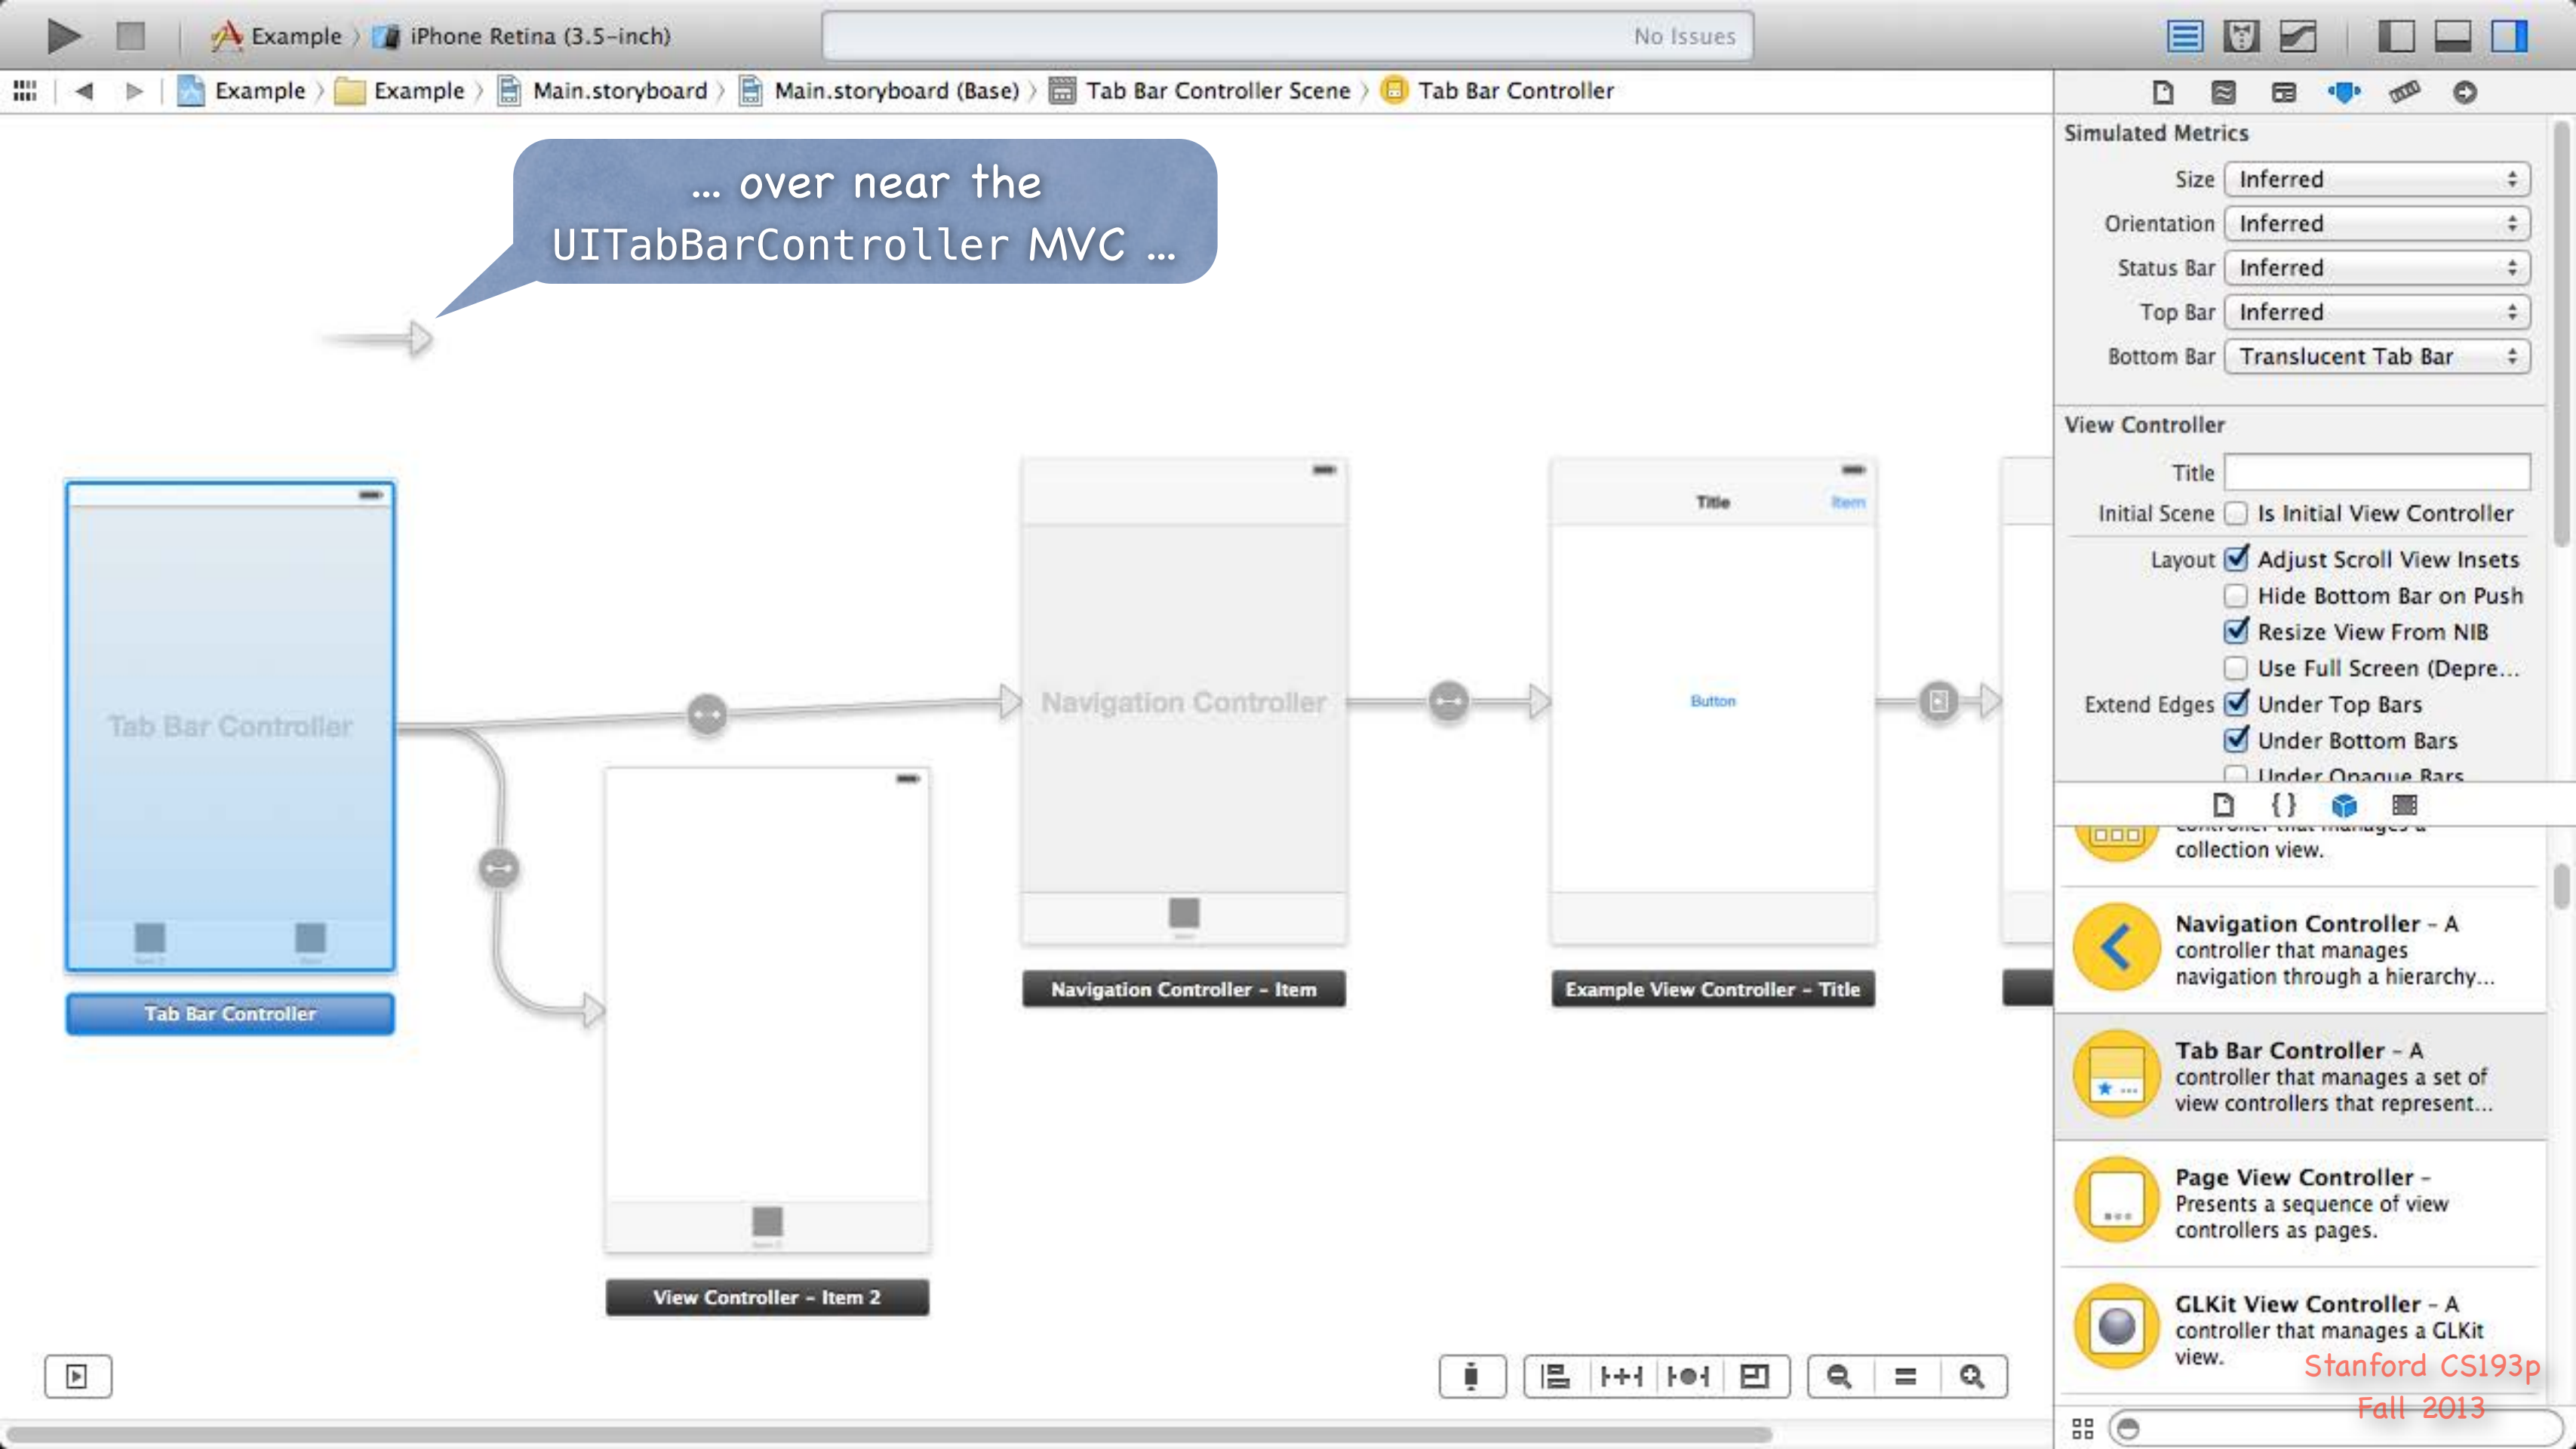 Example
iPhone Retina (3.5-inch)
No Issues
Example
Example
Main.storyboard
Main.storyboard (Base)
Tab Bar Controller Scene
Tab Bar Controller
... over near the
UITabBarController MVC ...
Tab Bar Controller
Tab Bar Controller
View Controller - Item 2
Navigation Controller
Navigation Controller - Item
Title Item
Button
Example View Controller - Title
Simulated Metrics
Size Inferred
Orientation Inferred
Status Bar Inferred
Top Bar Inferred
Bottom Bar Translucent Tab Bar
View Controller
Title
Initial Scene Is Initial View Controller
Layout Adjust Scroll View Insets
Hide Bottom Bar on Push
Resize View From NIB
Use Full Screen (Depre...
Extend Edges Under Top Bars
Under Bottom Bars
Under Opaque Bars
controller that manages a
collection view.
Navigation Controller - A
controller that manages
navigation through a hierarchy...
Tab Bar Controller - A
controller that manages a set of
view controllers that represent...
Page View Controller -
Presents a sequence of view
controllers as pages.
GLKit View Controller - A
controller that manages a GLKit
view.
Stanford CS193p
Fall 2013